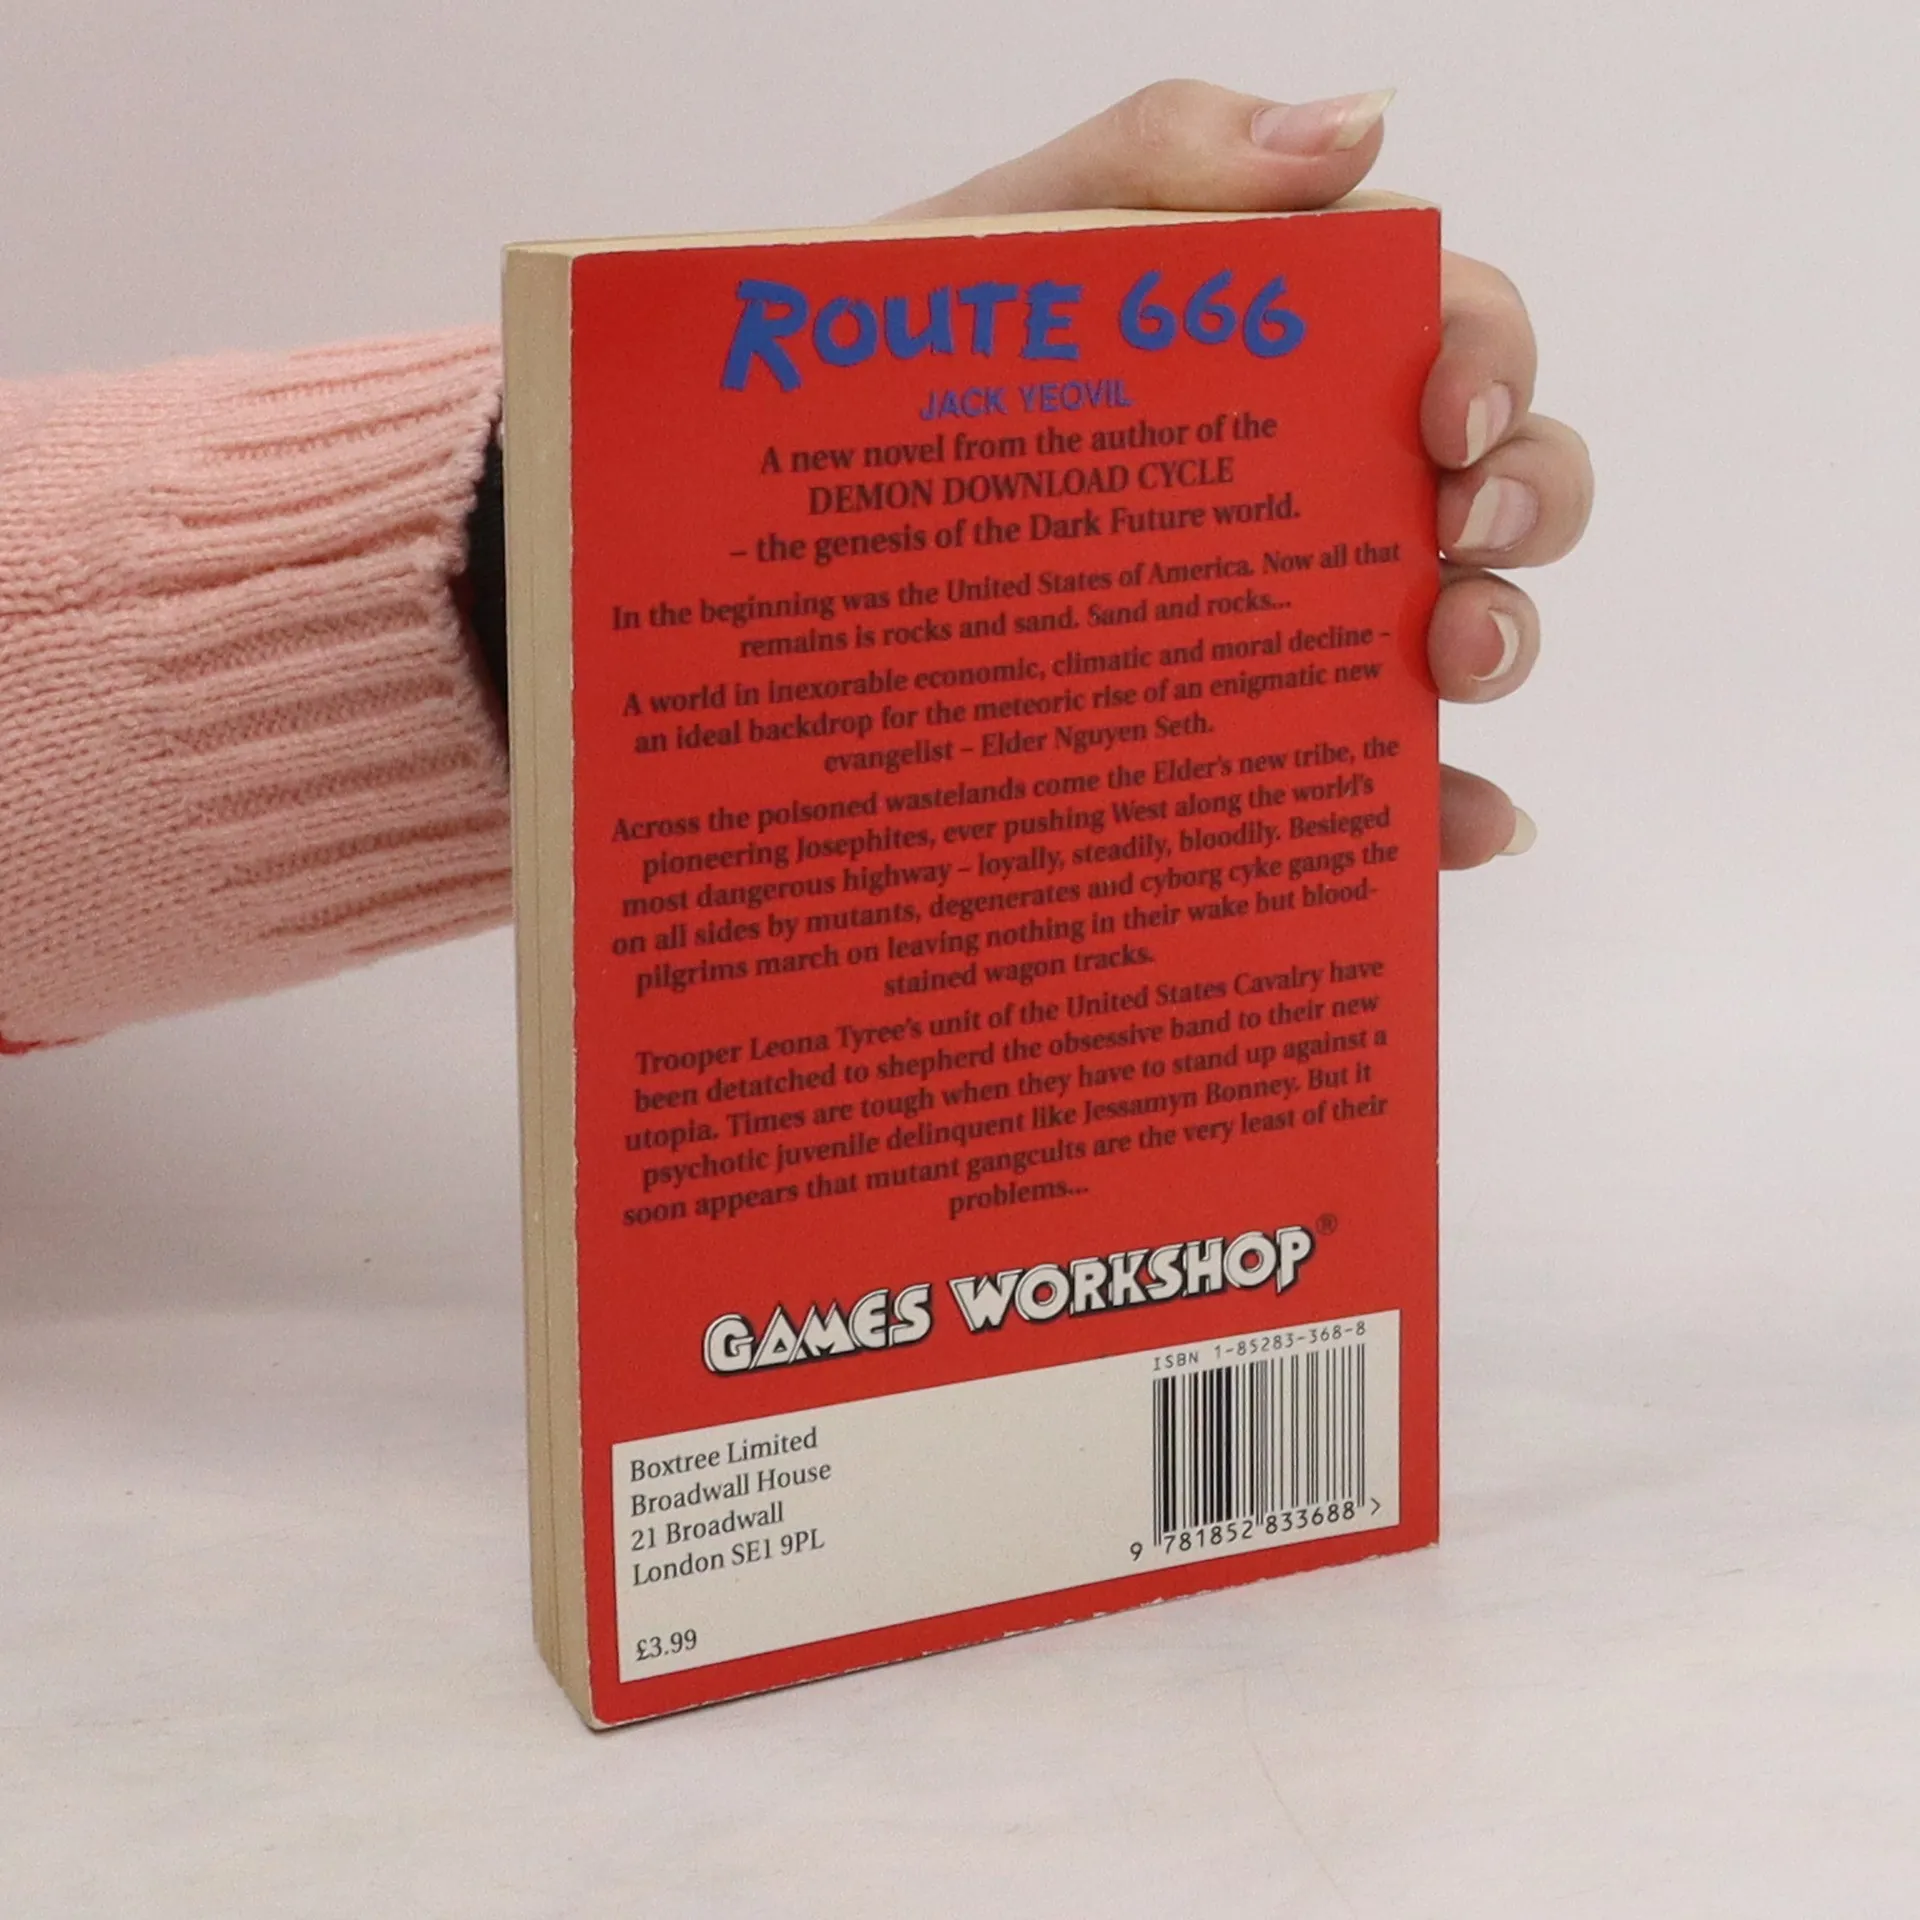 ROUTE 666
JACK YEOVIL
A new novel from the author of the
DEMON DOWNLOAD CYCLE
– the genesis of the Dark Future world.
In the beginning was the United States of America. Now all that
remains is rocks and sand. Sand and rocks...
A world in inexorable economic, climatic and moral decline –
an ideal backdrop for the meteoric rise of an enigmatic new
evangelist – Elder Nguyen Seth.
Across the poisoned wastelands come the Elder's new tribe, the
pioneering Josephites, ever pushing West along the world's
most dangerous highway – loyally, steadily, bloodily. Besieged
on all sides by mutants, degenerates and cyborg cyke gangs the
pilgrims march on leaving nothing in their wake but blood-
stained wagon tracks.
Trooper Leona Tyree's unit of the United States Cavalry have
been detatched to shepherd the obsessive band to their new
utopia. Times are tough when they have to stand up against a
psychotic juvenile delinquent like Jessamyn Bonney. But it
soon appears that mutant gangcults are the very least of their
problems...
GAMES WORKSHOP®
ISBN 1-85283-368-8
9 781852 833688 >
Boxtree Limited
Broadwall House
21 Broadwall
London SE1 9PL
£3.99